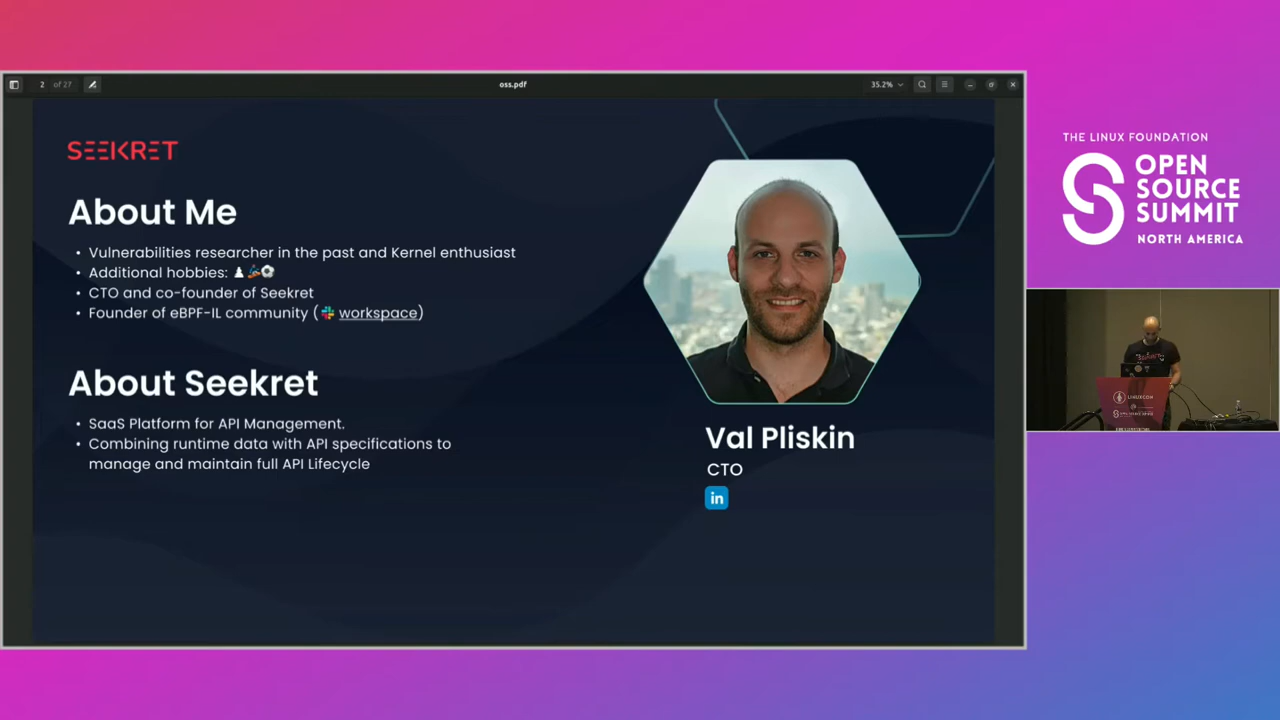 2 of 27
oss.pdf
35.2%
SEEKRET
About Me
• Vulnerabilities researcher in the past and Kernel enthusiast
• Additional hobbies: ♟🏂⚽
• CTO and co-founder of Seekret
• Founder of eBPF-IL community ( workspace)
About Seekret
• SaaS Platform for API Management.
• Combining runtime data with API specifications to
manage and maintain full API Lifecycle
Val Pliskin
CTO
in
THE LINUX FOUNDATION
OPEN
SOURCE
SUMMIT
NORTH AMERICA
SEEKRET
LINUXCON